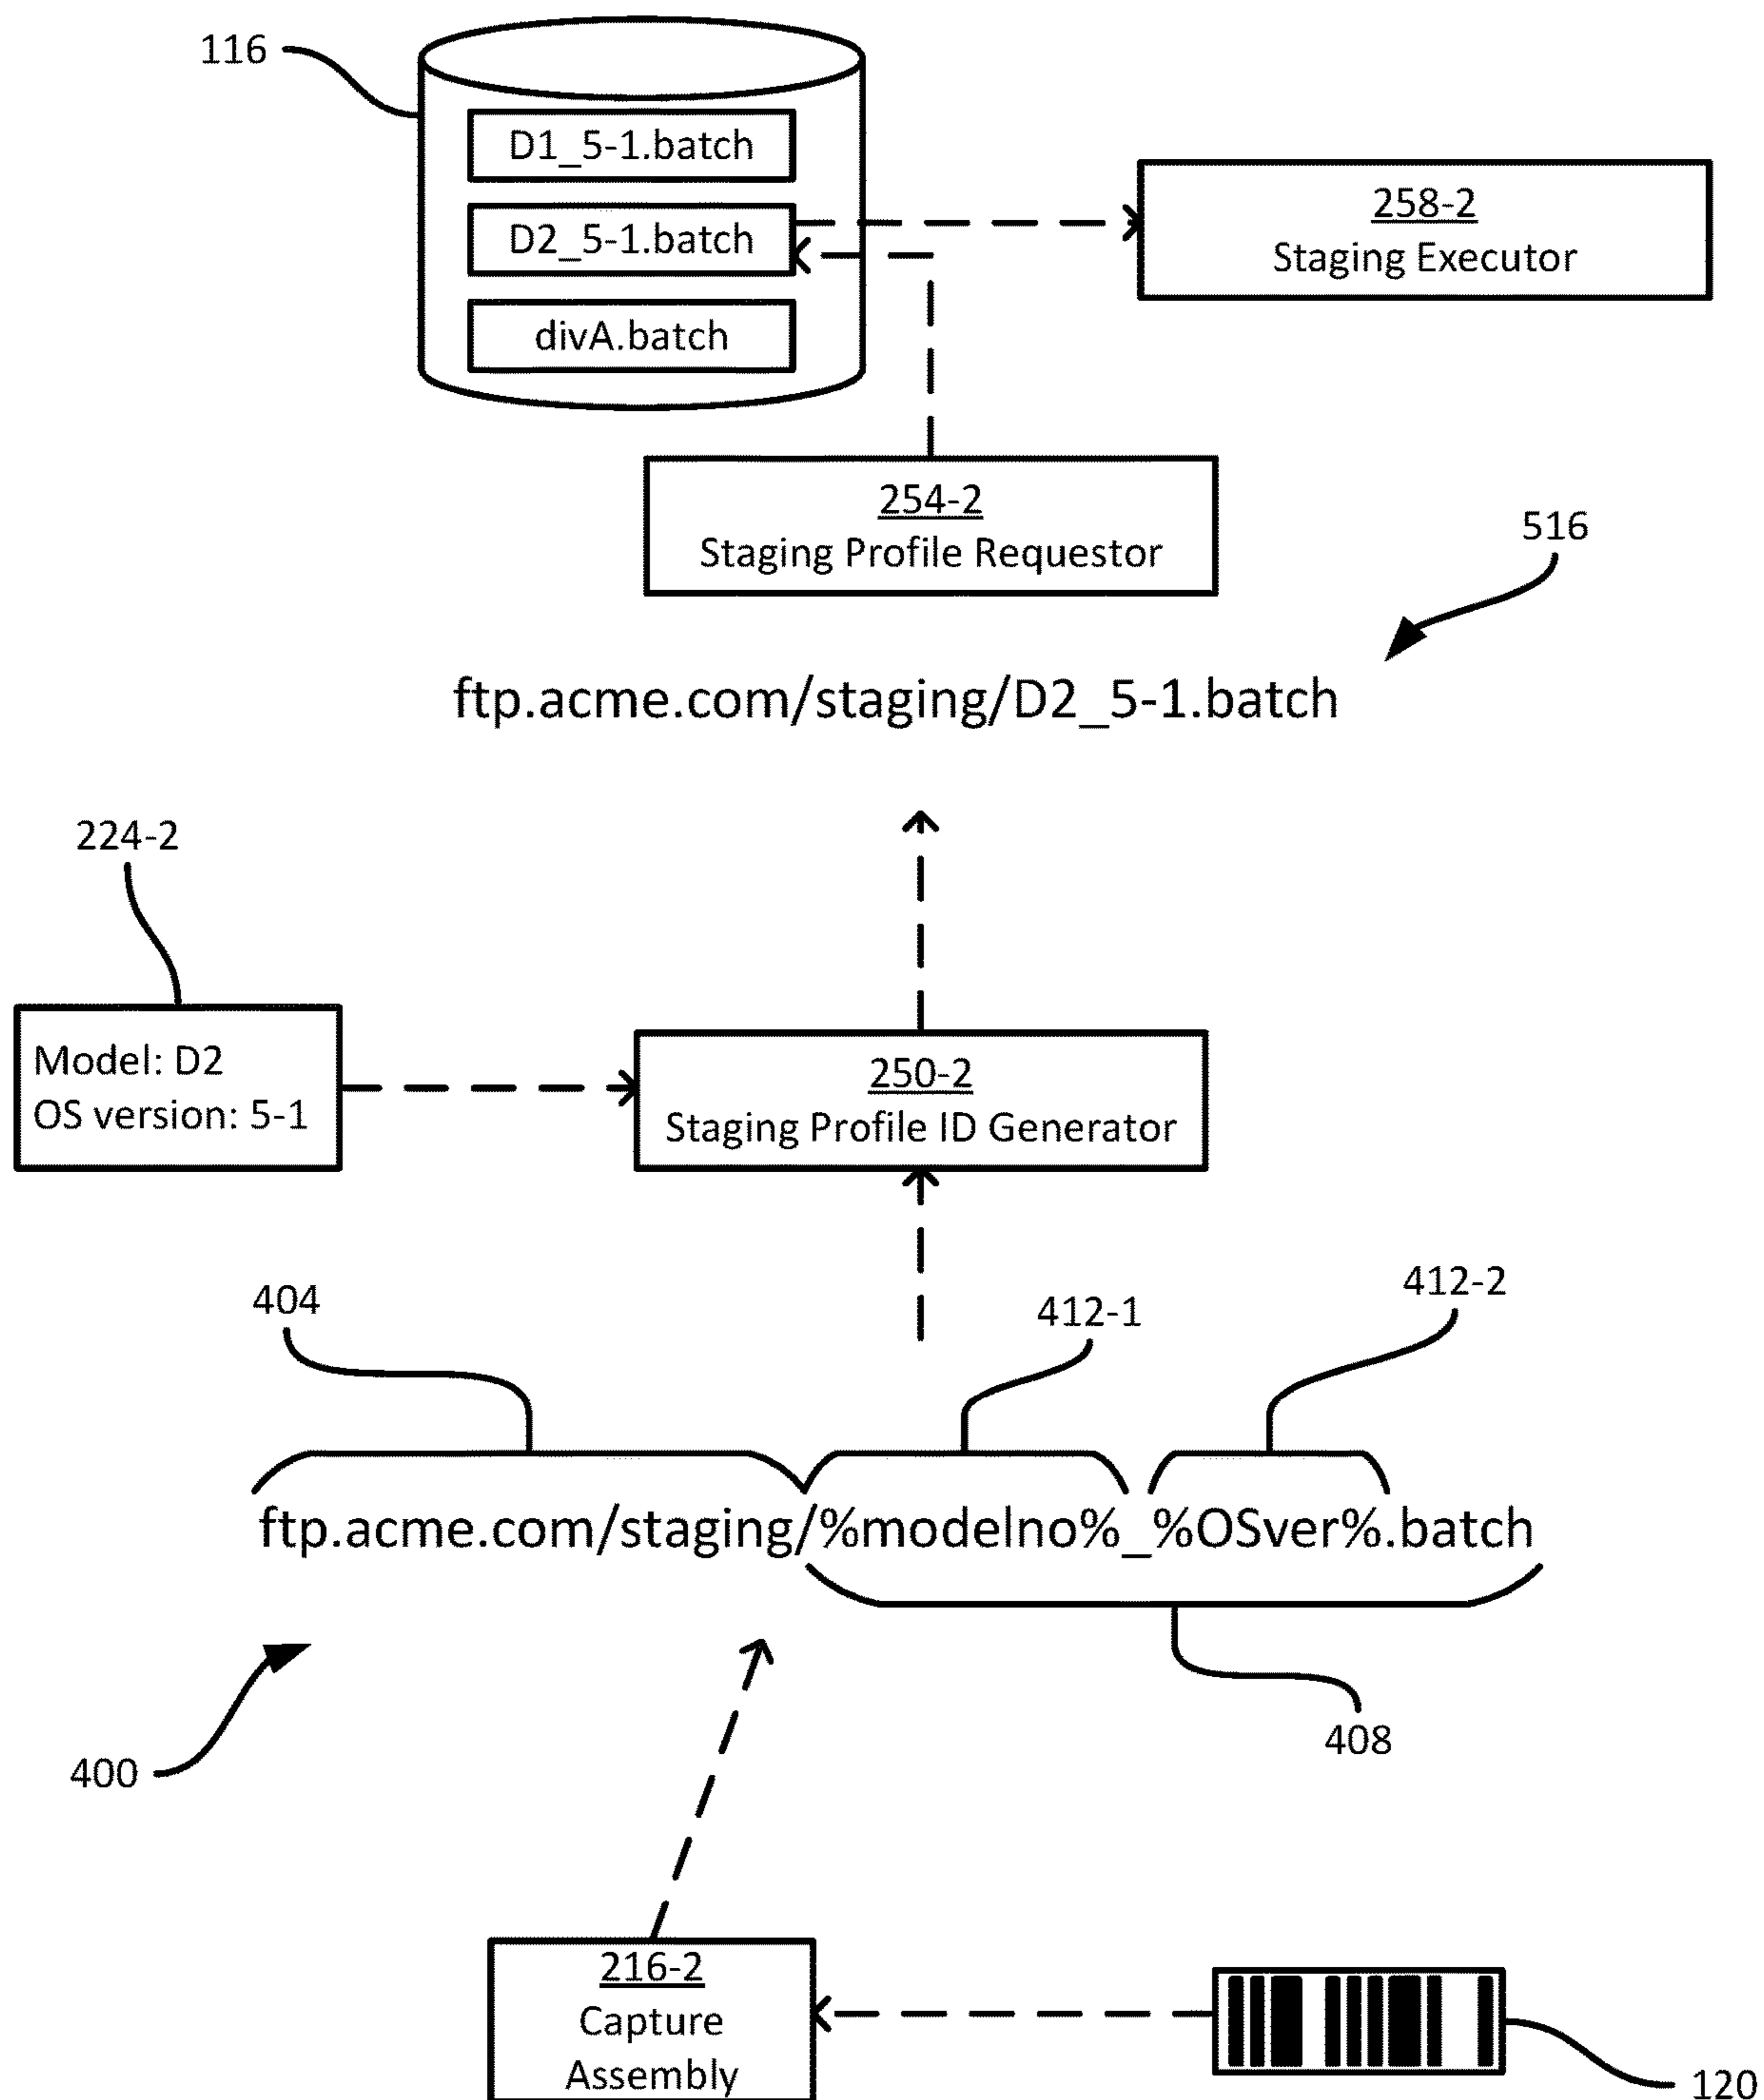 116
D1_5-1.batch
D2_5-1.batch
divA.batch
258-2
Staging Executor
254-2
Staging Profile Requestor
516
ftp.acme.com/staging/D2_5-1.batch
224-2
Model: D2
OS version: 5-1
250-2
Staging Profile ID Generator
404
412-1
412-2
ftp.acme.com/staging/%modelno%_%OSver%.batch
408
400
216-2
Capture
Assembly
120